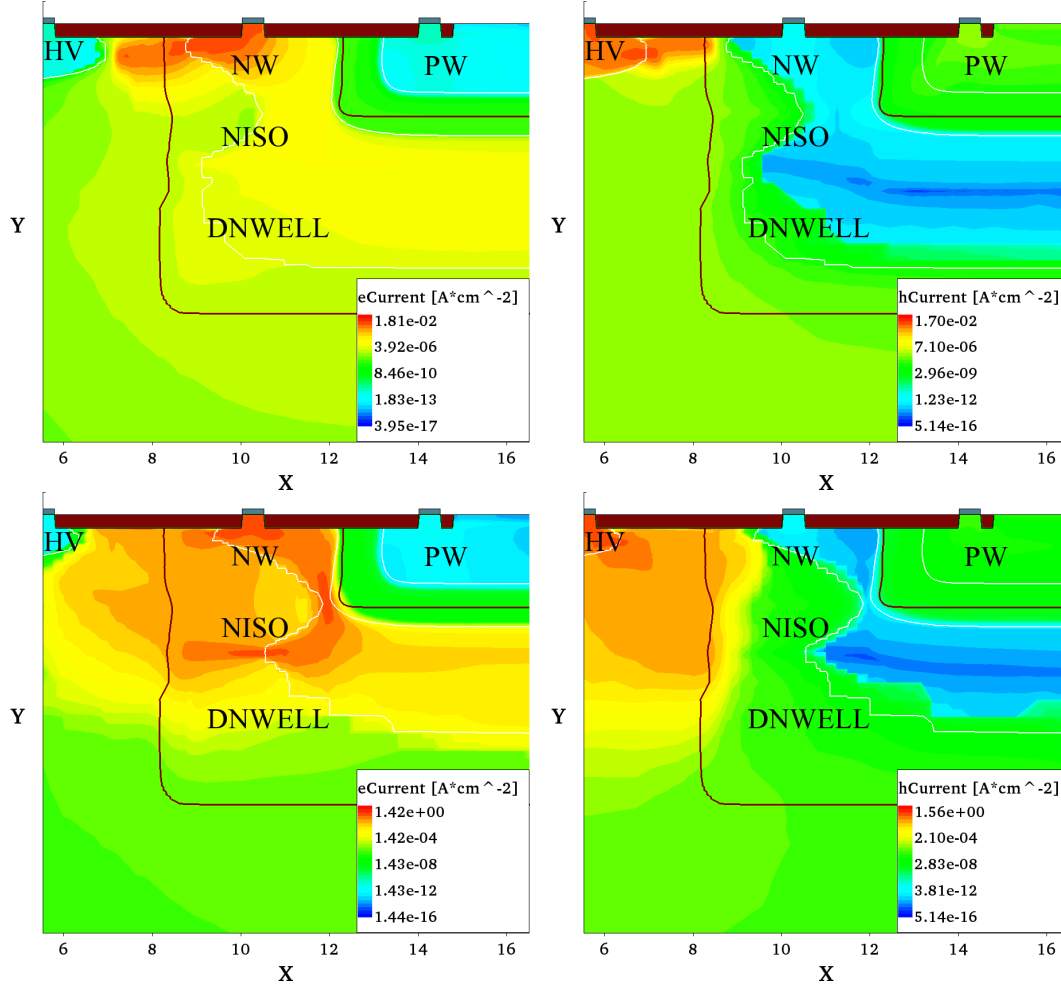 HV
NW
PW
NISO
DNWELL
Y
eCurrent [A*cm^-2]
1.81e-02
3.92e-06
8.46e-10
1.83e-13
3.95e-17
6 8 10 12 14 16
X
HV
NW
PW
NISO
DNWELL
Y
hCurrent [A*cm^-2]
1.70e-02
7.10e-06
2.96e-09
1.23e-12
5.14e-16
6 8 10 12 14 16
X
HV
NW
PW
NISO
DNWELL
Y
eCurrent [A*cm^-2]
1.42e+00
1.42e-04
1.43e-08
1.43e-12
1.44e-16
6 8 10 12 14 16
X
HV
NW
PW
NISO
DNWELL
Y
hCurrent [A*cm^-2]
1.56e+00
2.10e-04
2.83e-08
3.81e-12
5.14e-16
6 8 10 12 14 16
X